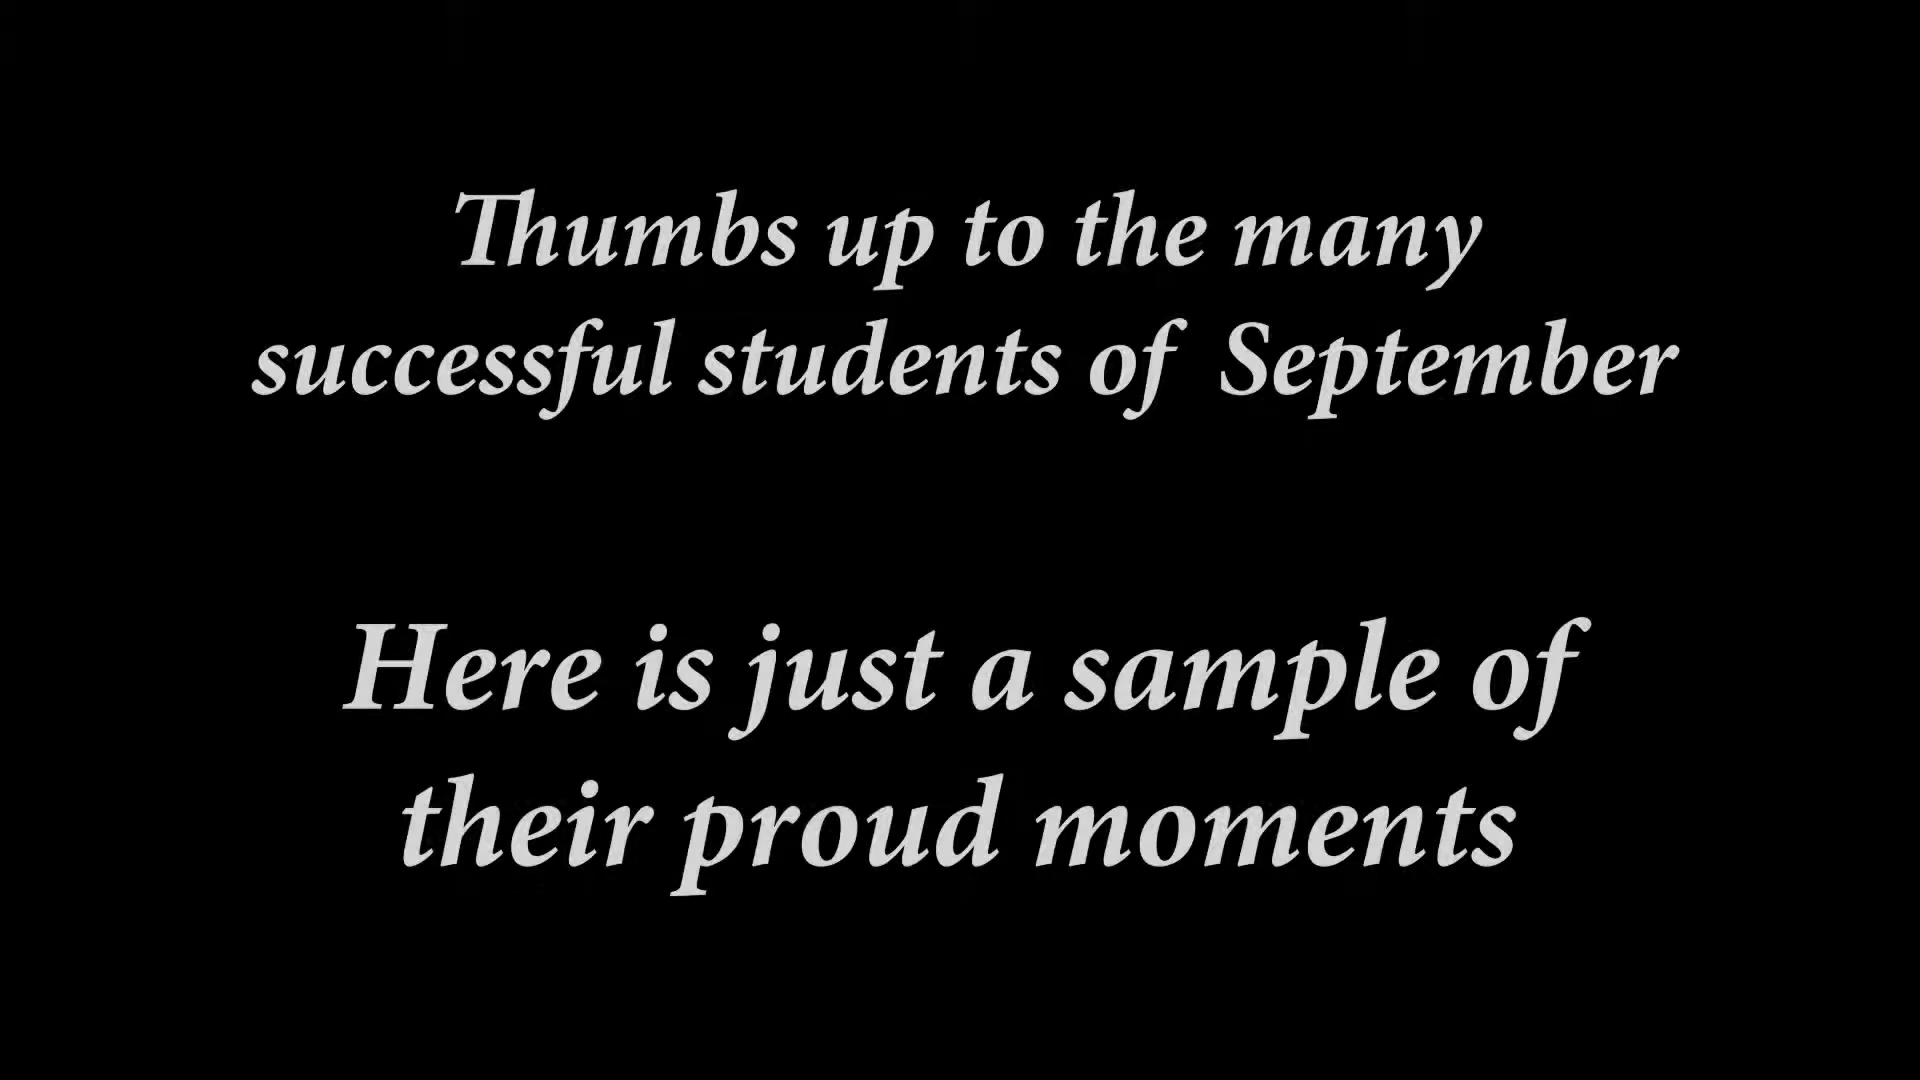 Thumbs up to the many
successful students of September
Here is just a sample of
their proud moments